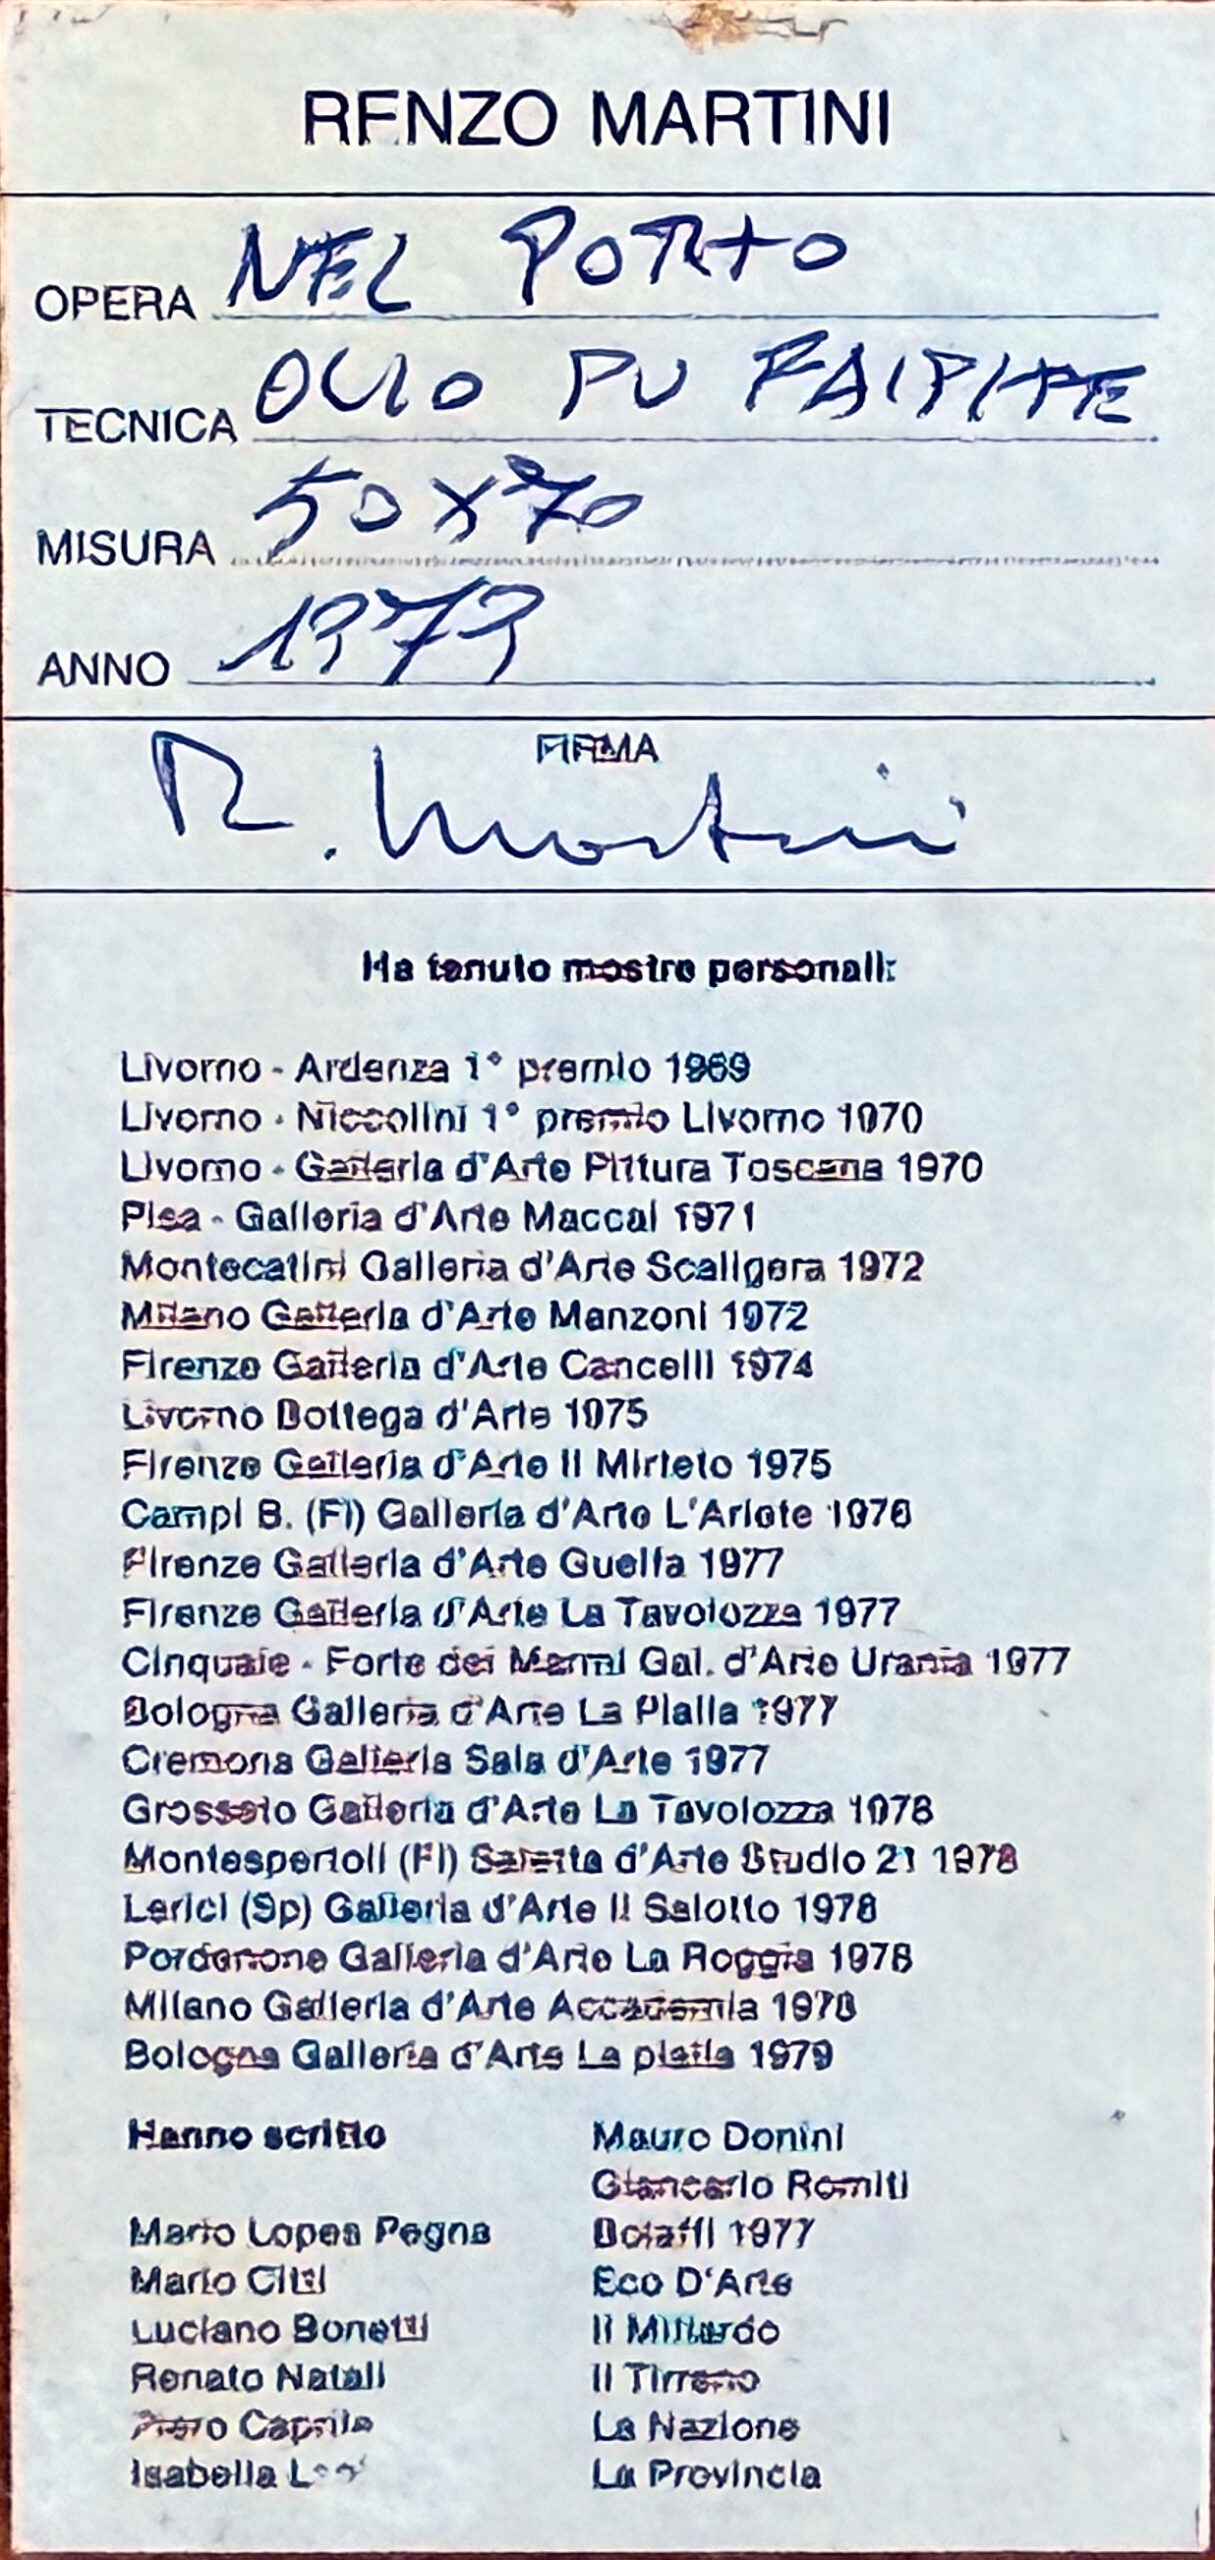 RENZO MARTINI
OPERA NEL PORTO
TECNICA OLIO SU FAESITE
MISURA 50X70
ANNO 1979
FIRMA
R. Martini
Ha tenuto mostre personali:
Livorno - Ardenza 1° premio 1969
Livorno - Niccolini 1° premio Livorno 1970
Livorno - Galleria d'Arte Pittura Toscana 1970
Pisa - Galleria d'Arte Maccai 1971
Montecatini Galleria d'Arte Scaligera 1972
Milano Galleria d'Arte Manzoni 1972
Firenze Galleria d'Arte Cancelli 1974
Livorno Bottega d'Arte 1975
Firenze Galleria d'Arte Il Mirteto 1975
Campi B. (FI) Galleria d'Arte L'Ariete 1976
Firenze Galleria d'Arte Guelfa 1977
Firenze Galleria d'Arte La Tavolozza 1977
Cinquale - Forte dei Marmi Gal. d'Arte Urania 1977
Bologna Galleria d'Arte La Pialla 1977
Cremona Galleria Sala d'Arte 1977
Grosseto Galleria d'Arte La Tavolozza 1978
Montespertoli (FI) Saletta d'Arte Studio 21 1978
Lerici (Sp) Galleria d'Arte Il Salotto 1978
Pordenone Galleria d'Arte La Roggia 1978
Milano Galleria d'Arte Accademia 1978
Bologna Galleria d'Arte La pialla 1979
Hanno scritto Mauro Donini
Giancarlo Romiti
Mario Lopes Pegna Bolaffi 1977
Mario Citti Eco D'Arte
Luciano Bonetti Il Miliardo
Renato Natali Il Tirreno
Piero Caprile La Nazione
Isabella La Provincia